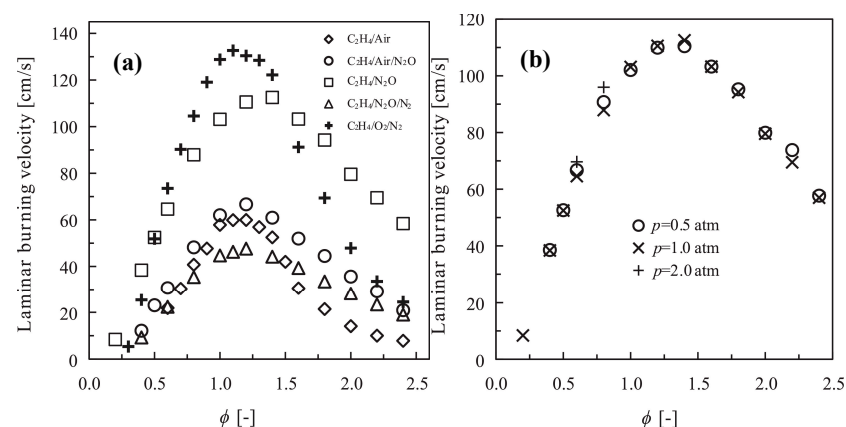 140
120
100
80
60
40
20
0
0.0 0.5 1.0 1.5 2.0 2.5
Laminar burning velocity [cm/s]
ϕ [-]
(a)
C2H4/Air
C2H4/Air/N2O
C2H4/N2O
C2H4/N2O/N2
C2H4/O2/N2
120
100
80
60
40
20
0
0.0 0.5 1.0 1.5 2.0 2.5
Laminar burning velocity [cm/s]
ϕ [-]
(b)
p=0.5 atm
p=1.0 atm
p=2.0 atm